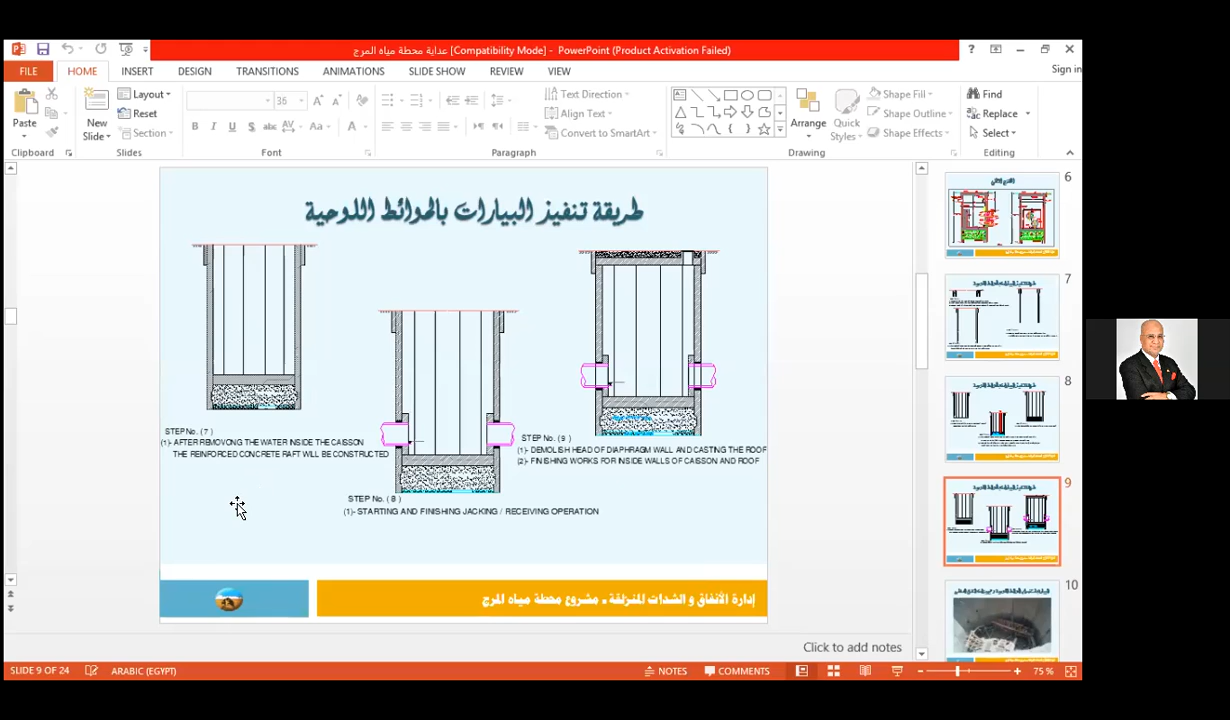 عداية محطة مياه المرج [Compatibility Mode] - PowerPoint (Product Activation Failed)
?
Sign in
FILE
HOME
INSERT
DESIGN
TRANSITIONS
ANIMATIONS
SLIDE SHOW
REVIEW
VIEW
Paste
New
Slide
Layout
Reset
Section
36
B I U S abc AV Aa A
Text Direction
Align Text
Convert to SmartArt
Arrange
Quick
Styles
Shape Fill
Shape Outline
Shape Effects
Find
Replace
Select
Clipboard
Slides
Font
Paragraph
Drawing
Editing
طريقة تنفيذ البيارات بالحوائط اللوحية
STEP No. ( 7 )
(1)- AFTER REMOVONG THE WATER INSIDE THE CAISSON
THE REINFORCED CONCRETE RAFT WILL BE CONSTRUCTED
STEP No. ( 8 )
(1)- STARTING AND FINISHING JACKING / RECEIVING OPERATION
STEP No. ( 9 )
(1)- DEMOLISH HEAD OF DIAPHRAGM WALL AND CASTING THE ROOF
(2)- FINISHING WORKS FOR INSIDE WALLS OF CAISSON AND ROOF
إدارة الأنفاق و الشدات المنزلقة - مشروع محطة مياه المرج
6
7
8
9
10
Click to add notes
SLIDE 9 OF 24
ARABIC (EGYPT)
NOTES
COMMENTS
75 %